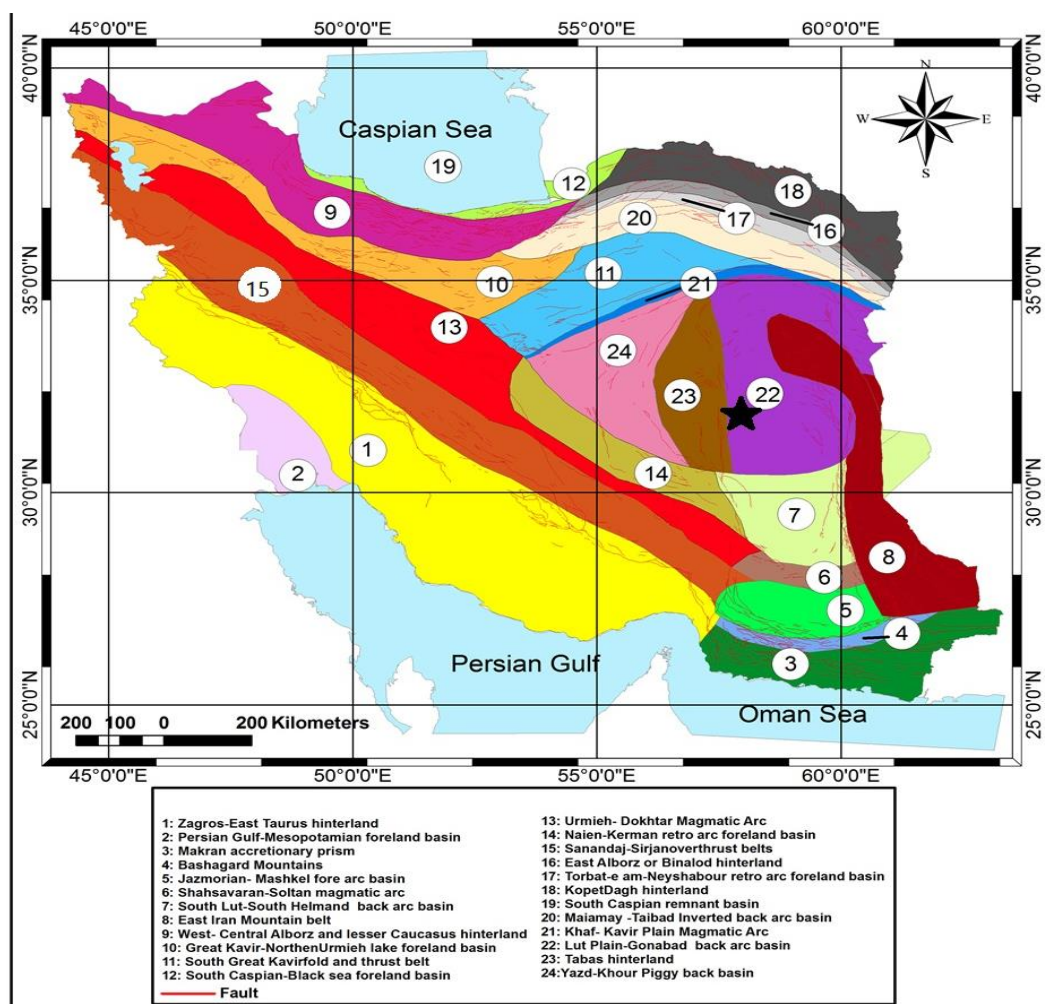 45°0'0"E 50°0'0"E 55°0'0"E 60°0'0"E
40°0'0"N
40°0'0"N
N
W
E
S
Caspian Sea
19
12
18
9
20
17
16
35°0'0"N
35°0'0"N
15
10
11
21
13
24
23
22
1
2
14
30°0'0"N
30°0'0"N
7
8
6
5
4
3
Persian Gulf
Oman Sea
25°0'0"N
25°0'0"N
200 100 0 200 Kilometers
45°0'0"E 50°0'0"E 55°0'0"E 60°0'0"E
1: Zagros-East Taurus hinterland
2: Persian Gulf-Mesopotamian foreland basin
3: Makran accretionary prism
4: Bashagard Mountains
5: Jazmorian- Mashkel fore arc basin
6: Shahsavaran-Soltan magmatic arc
7: South Lut-South Helmand back arc basin
8: East Iran Mountain belt
9: West- Central Alborz and lesser Caucasus hinterland
10: Great Kavir-NorthenUrmieh lake foreland basin
11: South Great Kavirfold and thrust belt
12: South Caspian-Black sea foreland basin
Fault
13: Urmieh- Dokhtar Magmatic Arc
14: Naien-Kerman retro arc foreland basin
15: Sanandaj-Sirjanoverthrust belts
16: East Alborz or Binalod hinterland
17: Torbat-e am-Neyshabour retro arc foreland basin
18: KopetDagh hinterland
19: South Caspian remnant basin
20: Maiamay -Taibad Inverted back arc basin
21: Khaf- Kavir Plain Magmatic Arc
22: Lut Plain-Gonabad back arc basin
23: Tabas hinterland
24:Yazd-Khour Piggy back basin